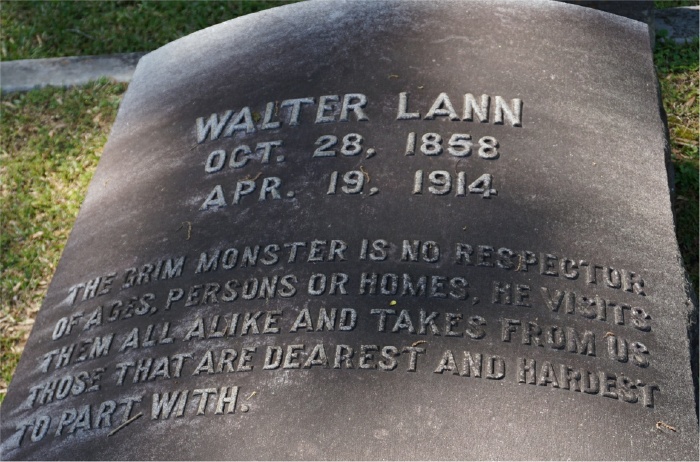 WALTER LANN
OCT. 28, 1858
APR. 19, 1914
THE GRIM MONSTER IS NO RESPECTOR
OF AGES, PERSONS OR HOMES, HE VISITS
THEM ALL ALIKE AND TAKES FROM US
THOSE THAT ARE DEAREST AND HARDEST
TO PART WITH.